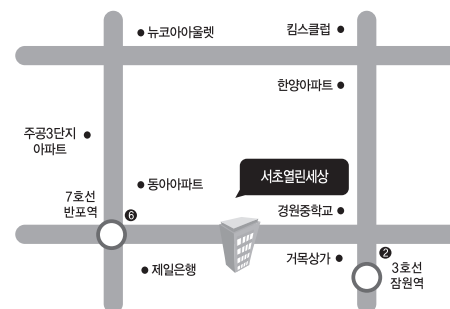 뉴코아아울렛
킴스클럽
한양아파트
주공3단지
아파트
동아아파트
서초열린세상
7호선
반포역
6
경원중학교
제일은행
거목상가
2
3호선
잠원역